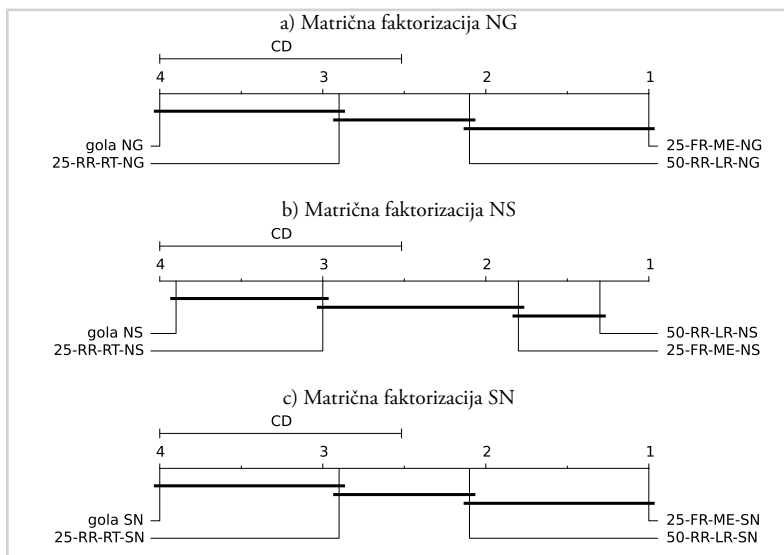 a) Matrična faktorizacija NG
CD
4 3 2 1
gola NG 25-FR-ME-NG
25-RR-RT-NG 50-RR-LR-NG
b) Matrična faktorizacija NS
CD
4 3 2 1
gola NS 50-RR-LR-NS
25-RR-RT-NS 25-FR-ME-NS
c) Matrična faktorizacija SN
CD
4 3 2 1
gola SN 25-FR-ME-SN
25-RR-RT-SN 50-RR-LR-SN